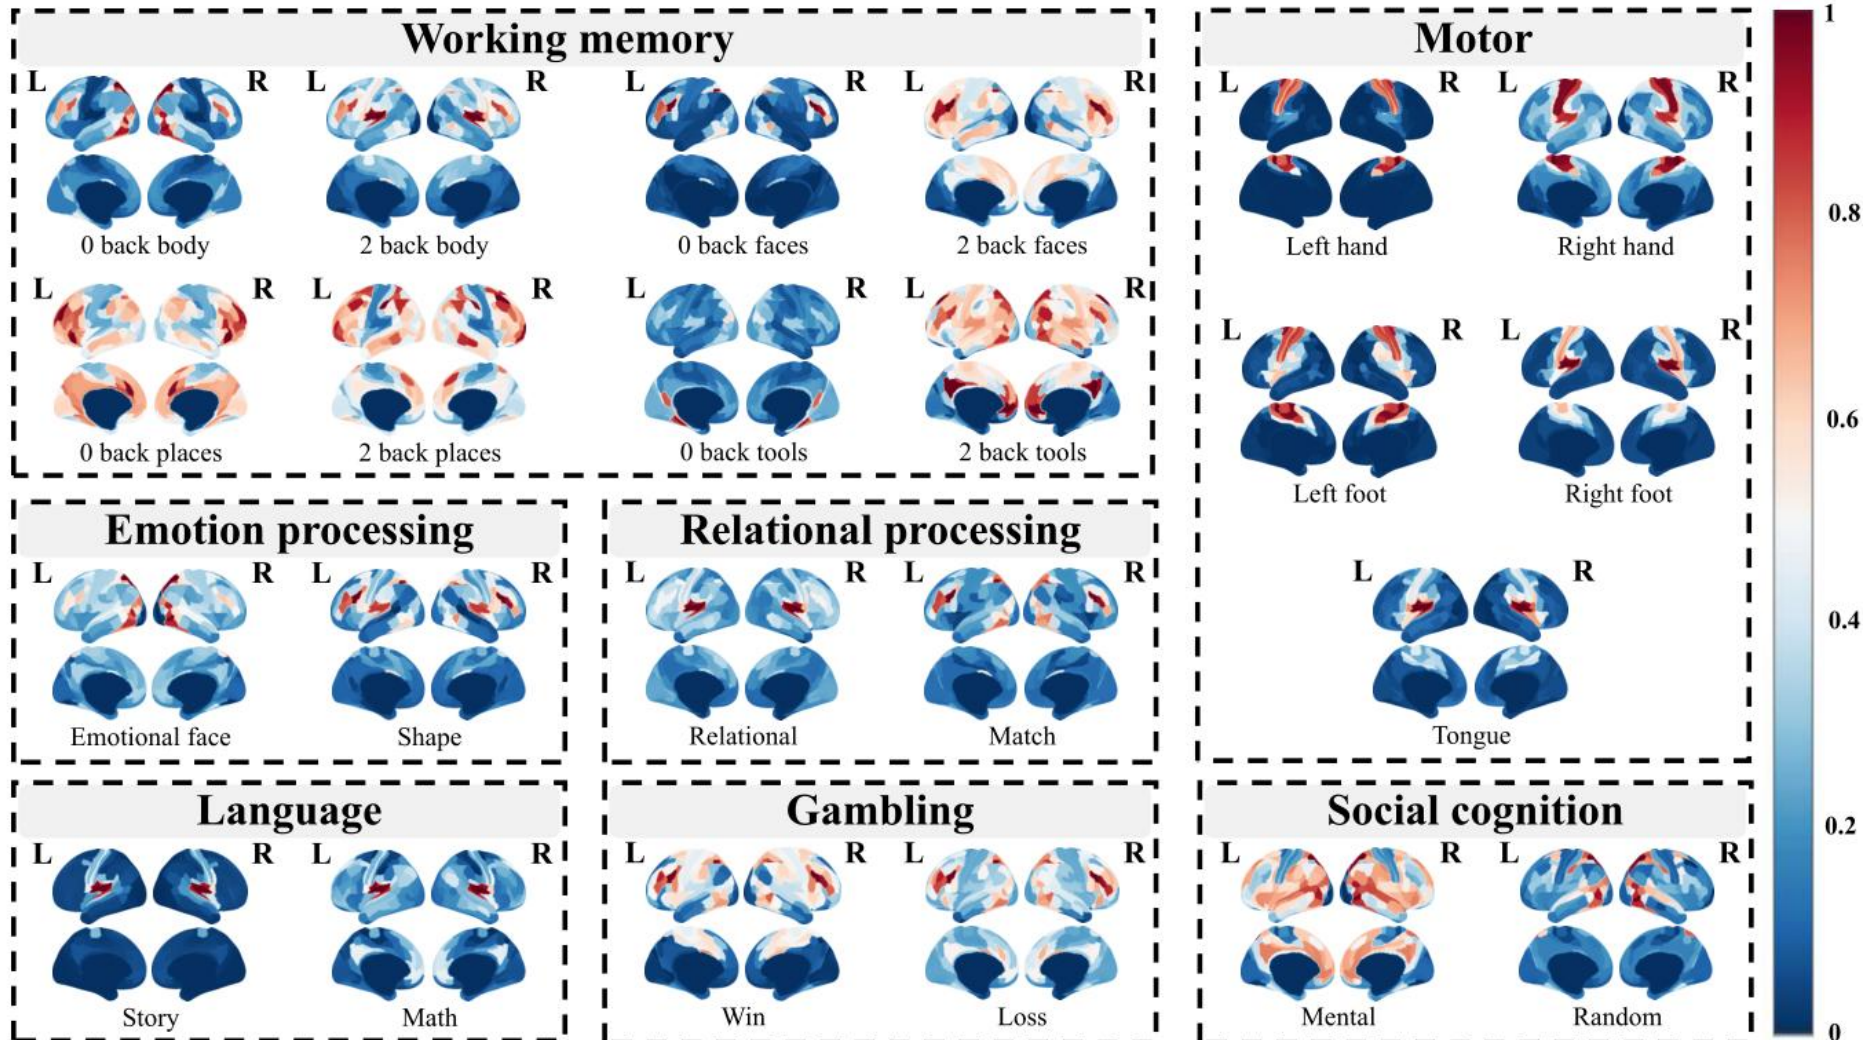 Working memory
L R L R L R L R
0 back body 2 back body 0 back faces 2 back faces
L R L R L R L R
0 back places 2 back places 0 back tools 2 back tools
Motor
L R L R
Left hand Right hand
L R L R
Left foot Right foot
L R
Tongue
1
0.8
0.6
0.4
0.2
0
Emotion processing
L R L R
Emotional face Shape
Relational processing
L R L R
Relational Match
Language
L R L R
Story Math
Gambling
L R L R
Win Loss
Social cognition
L R L R
Mental Random